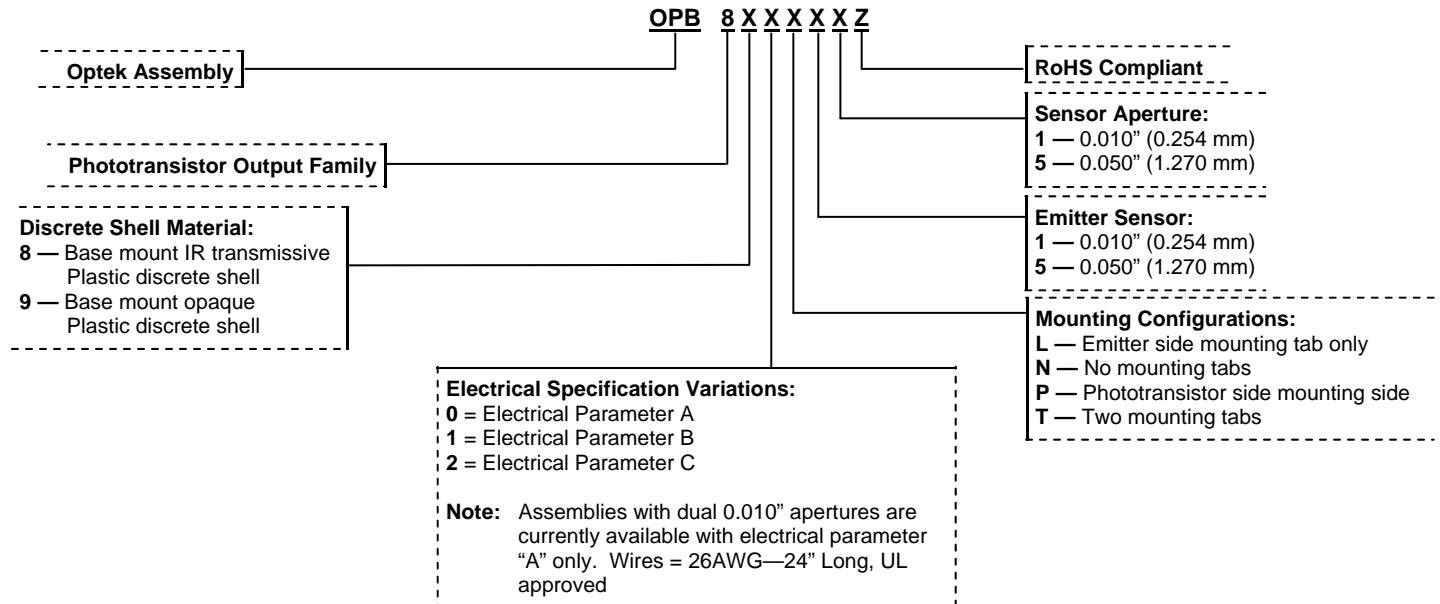 OPB 8 X X X X X Z
Optek Assembly
Phototransistor Output Family
Discrete Shell Material:
8 — Base mount IR transmissive
Plastic discrete shell
9 — Base mount opaque
Plastic discrete shell
Electrical Specification Variations:
0 = Electrical Parameter A
1 = Electrical Parameter B
2 = Electrical Parameter C
Note: Assemblies with dual 0.010” apertures are
currently available with electrical parameter
“A” only. Wires = 26AWG—24” Long, UL
approved
RoHS Compliant
Sensor Aperture:
1 — 0.010” (0.254 mm)
5 — 0.050” (1.270 mm)
Emitter Sensor:
1 — 0.010” (0.254 mm)
5 — 0.050” (1.270 mm)
Mounting Configurations:
L — Emitter side mounting tab only
N — No mounting tabs
P — Phototransistor side mounting side
T — Two mounting tabs